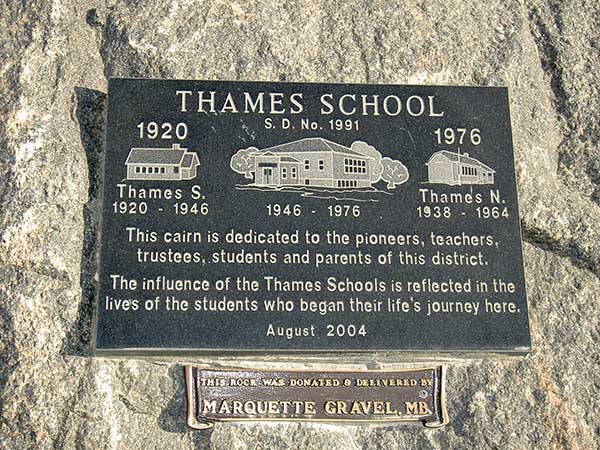 THAMES SCHOOL
S. D. No. 1991
1920
1976
Thames S.
1920 - 1946
1946 - 1976
Thames N.
1938 - 1964
This cairn is dedicated to the pioneers, teachers,
trustees, students and parents of this district.
The influence of the Thames Schools is reflected in the
lives of the students who began their life's journey here.
August 2004
THIS ROCK WAS DONATED & DELIVERED BY
MARQUETTE GRAVEL, MB.